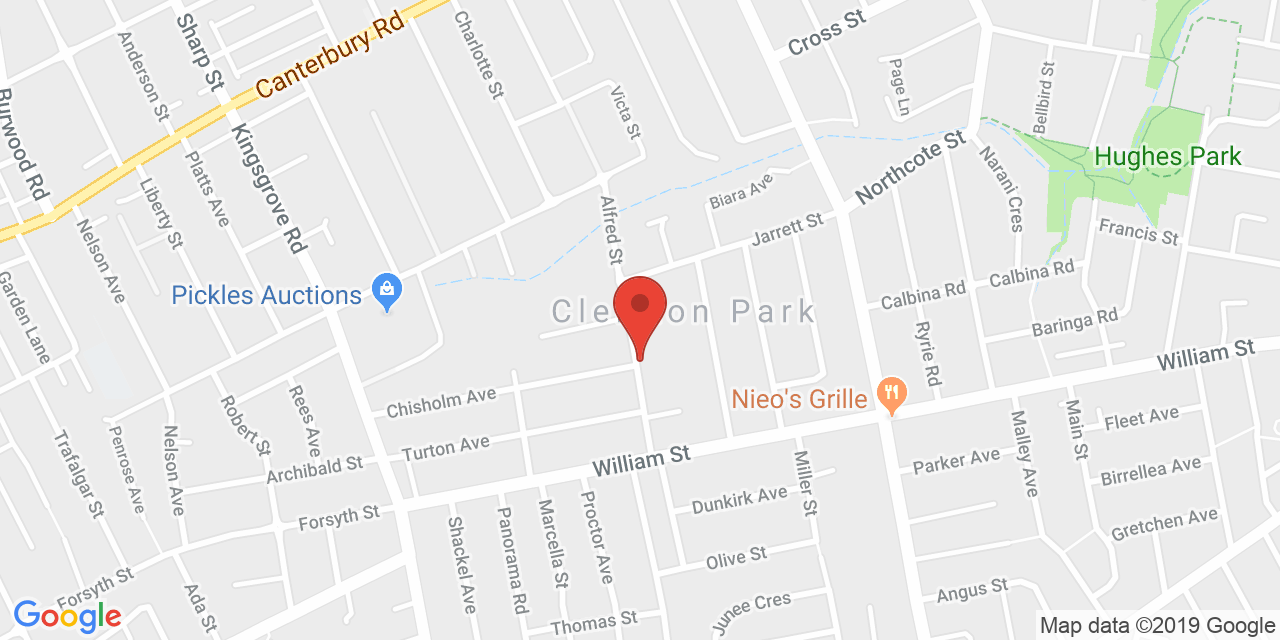 Sharp St
Canterbury Rd
Charlotte St
Cross St
Anderson St
Page Ln
Bellbird St
Victa St
Burwood Rd
Kingsgrove Rd
Platts Ave
Liberty St
Nelson Ave
Northcote St
Hughes Park
Narani Cres
Biara Ave
Alfred St
Jarrett St
Francis St
Garden Lane
Pickles Auctions
Calbina Rd
Calbina Rd
Park
Baringa Rd
Ryrie Rd
William St
Chisholm Ave
Nieo's Grille
Rees Ave
Robert St
Main St
Fleet Ave
Malley Ave
Trafalgar St
Penrose Ave
Nelson Ave
Archibald St
Turton Ave
William St
Miller St
Parker Ave
Birrellea Ave
Forsyth St
Dunkirk Ave
Gretchen Ave
Shackel Ave
Panorama Rd
Marcella St
Proctor Ave
Olive St
Forsyth St
Ada St
Angus St
Junee Cres
Thomas St
Google
Map data ©2019 Google